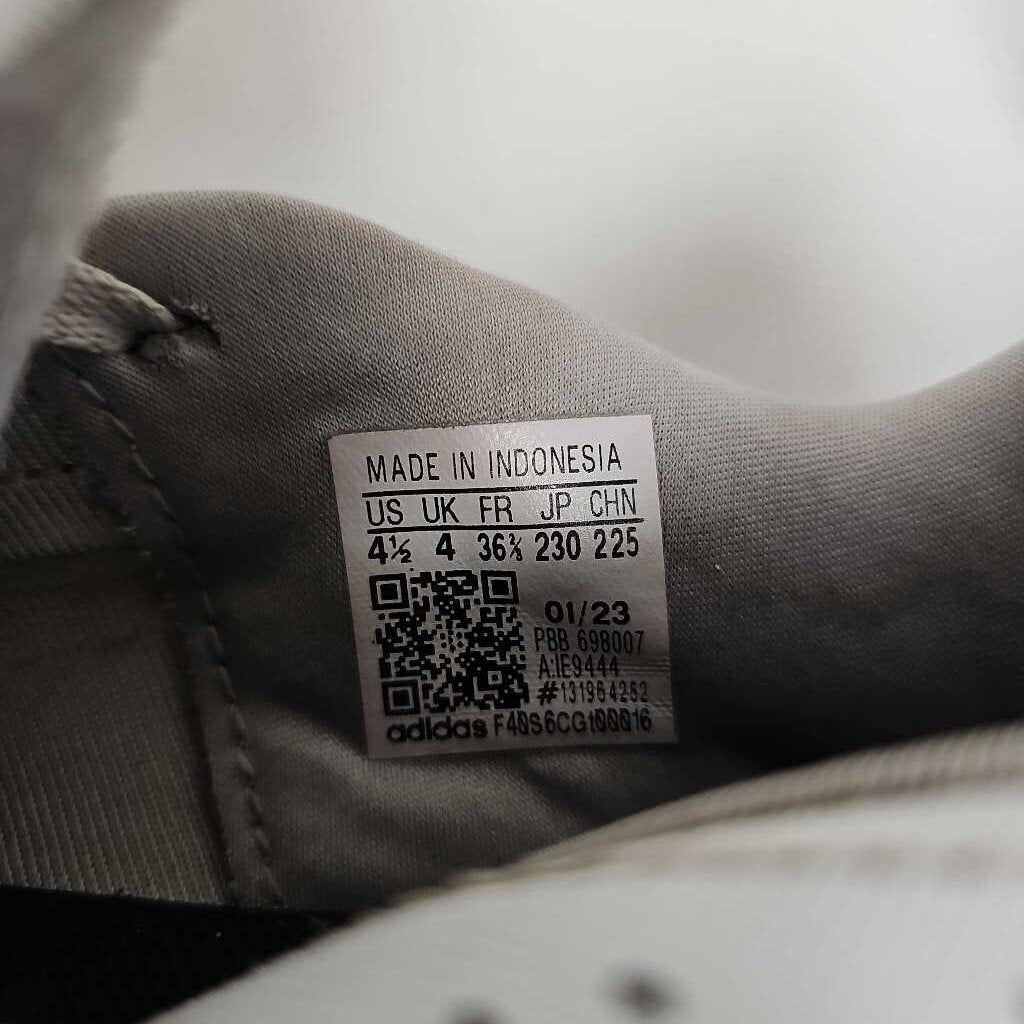 MADE IN INDONESIA
US UK FR JP CHN
4½ 4 36⅔ 230 225
01/23
PBB 698007
A:IE9444
#131964252
adidas F40S6CG100016